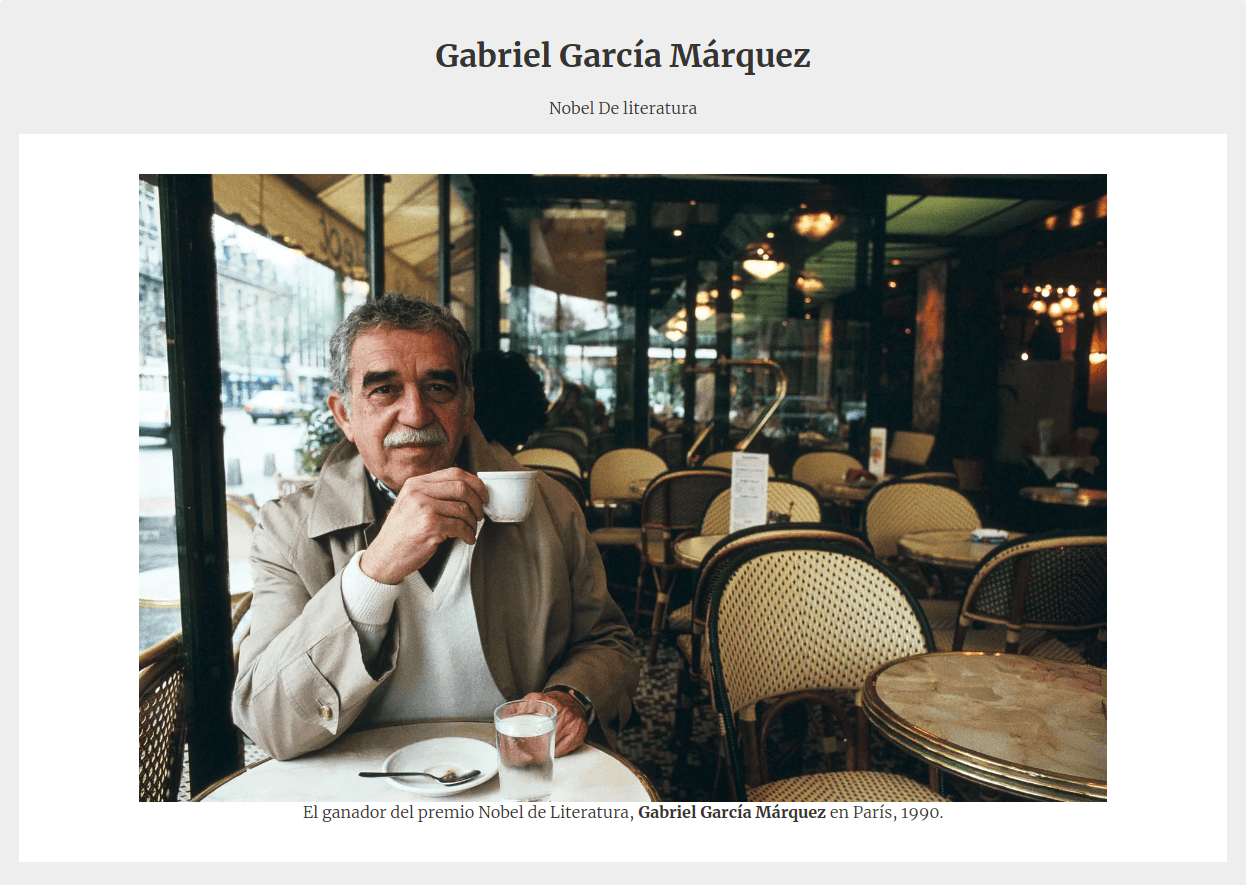 Gabriel García Márquez
Nobel De literatura
El ganador del premio Nobel de Literatura, Gabriel García Márquez en París, 1990.